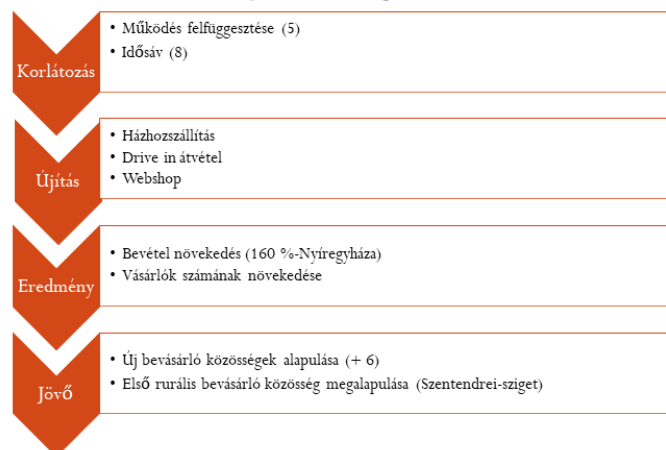 Korlátozás
• Működés felfüggesztése (5)
• Idősáv (8)
Újítás
• Házhozszállítás
• Drive in átvétel
• Webshop
Eredmény
• Bevétel növekedés (160 %-Nyíregyháza)
• Vásárlók számának növekedése
Jövő
• Új bevásárló közösségek alapulása (+ 6)
• Első rurális bevásárló közösség megalapulása (Szentendrei-sziget)